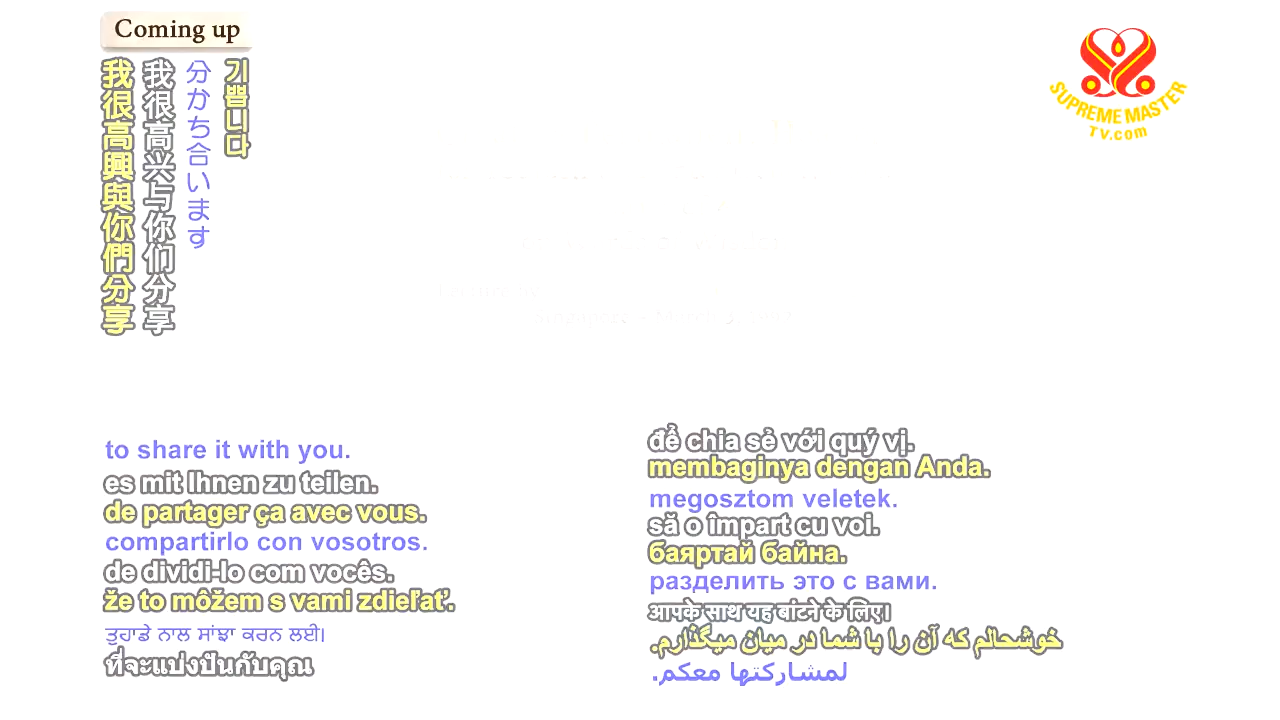 Coming up
我很高興與你們分享
我很高兴与你们分享
分かち合います
기쁩니다
SUPREME MASTER
TV.com
to share it with you.
es mit Ihnen zu teilen.
de partager ça avec vous.
compartirlo con vosotros.
de dividi-lo com vocês.
že to môžem s vami zdieľať.
ਤੁਹਾਡੇ ਨਾਲ ਸਾਂਝਾ ਕਰਨ ਲਈ।
ที่จะแบ่งปันกับคุณ
để chia sẻ với quý vị.
membaginya dengan Anda.
megosztom veletek.
să o împart cu voi.
баяртай байна.
разделить это с вами.
आपके साथ यह बांटने के लिए।
خوشحالم که آن را با شما در میان میگذارم.
لمشاركتها معكم.